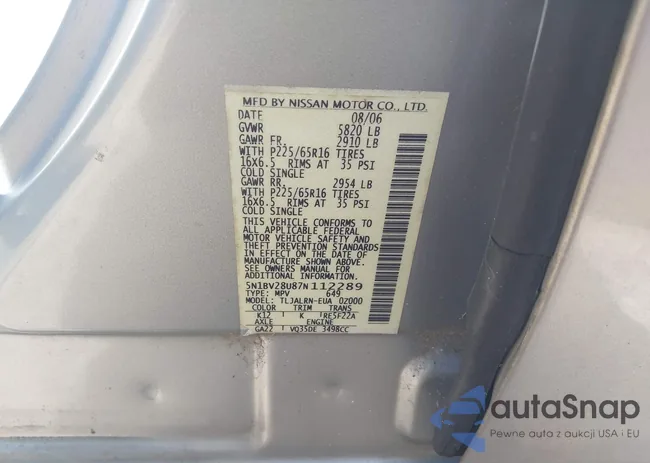 MFD BY NISSAN MOTOR CO., LTD.
DATE 08/06
GVWR 5820 LB
GAWR FR. 2910 LB
WITH P225/65R16 TIRES
16X6.5 RIMS AT 35 PSI
COLD SINGLE
GAWR RR. 2954 LB
WITH P225/65R16 TIRES
16X6.5 RIMS AT 35 PSI
COLD SINGLE
THIS VEHICLE CONFORMS TO
ALL APPLICABLE FEDERAL
MOTOR VEHICLE SAFETY AND
THEFT PREVENTION STANDARDS
IN EFFECT ON THE DATE OF
MANUFACTURE SHOWN ABOVE.
SEE OWNERS MANUAL FOR
ADDITIONAL INFORMATION.
5N1BV28U87N112289
TYPE: MPV 649
MODEL: TLJALRN-EUA 0Z000
COLOR TRIM TRANS
K12 K RE5F22A
AXLE ENGINE
GA22 VQ35DE 3498CC
autaSnap
Pewne auta z aukcji USA i EU